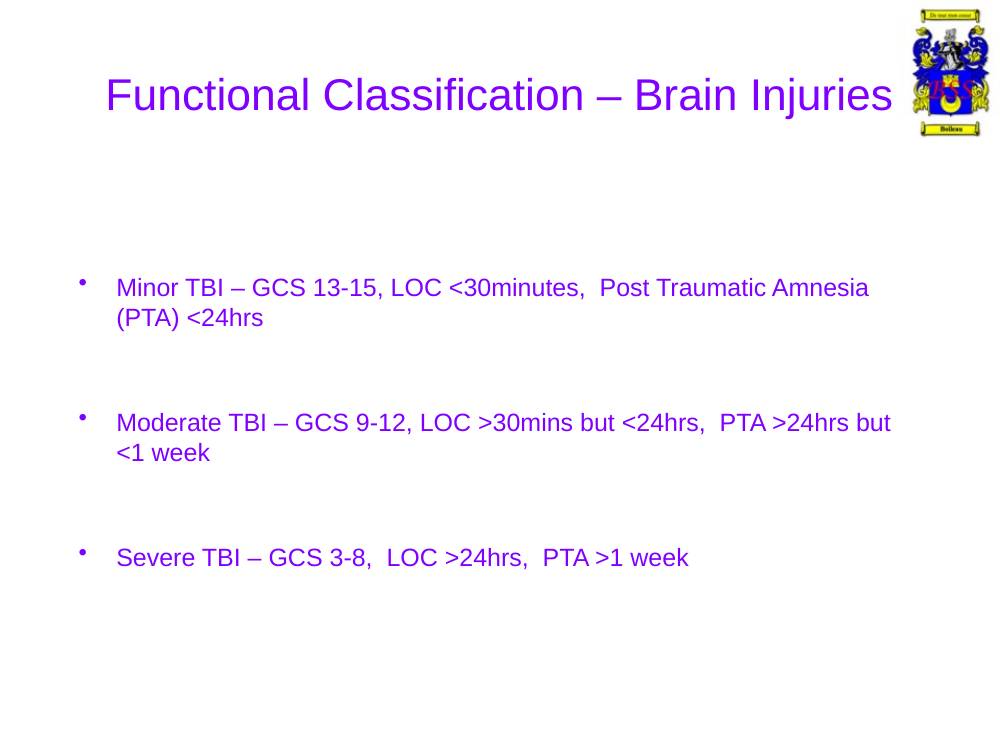 Functional Classification – Brain Injuries
• Minor TBI – GCS 13-15, LOC <30minutes,  Post Traumatic Amnesia
(PTA) <24hrs
• Moderate TBI – GCS 9-12, LOC >30mins but <24hrs,  PTA >24hrs but
<1 week
• Severe TBI – GCS 3-8,  LOC >24hrs,  PTA >1 week
Boileau